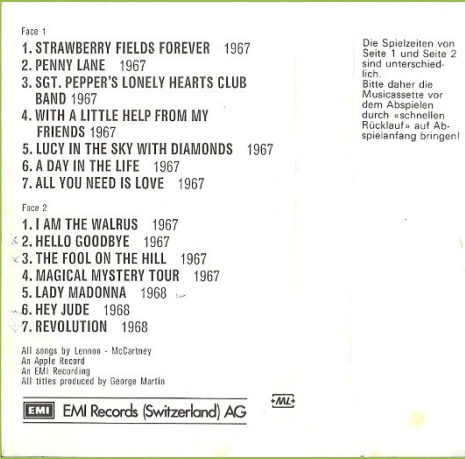 Face 1
1. STRAWBERRY FIELDS FOREVER 1967
2. PENNY LANE 1967
3. SGT. PEPPER'S LONELY HEARTS CLUB
BAND 1967
4. WITH A LITTLE HELP FROM MY
FRIENDS 1967
5. LUCY IN THE SKY WITH DIAMONDS 1967
6. A DAY IN THE LIFE 1967
7. ALL YOU NEED IS LOVE 1967
Face 2
1. I AM THE WALRUS 1967
2. HELLO GOODBYE 1967
3. THE FOOL ON THE HILL 1967
4. MAGICAL MYSTERY TOUR 1967
5. LADY MADONNA 1968
6. HEY JUDE 1968
7. REVOLUTION 1968
All songs by Lennon - McCartney
An Apple Record
An EMI Recording
All titles produced by George Martin
EMI EMI Records (Switzerland) AG
ML
Die Spielzeiten von
Seite 1 und Seite 2
sind unterschied-
lich.
Bitte daher die
Musicassette vor
dem Abspielen
durch «schnellen
Rücklauf» auf Ab-
spielanfang bringen!